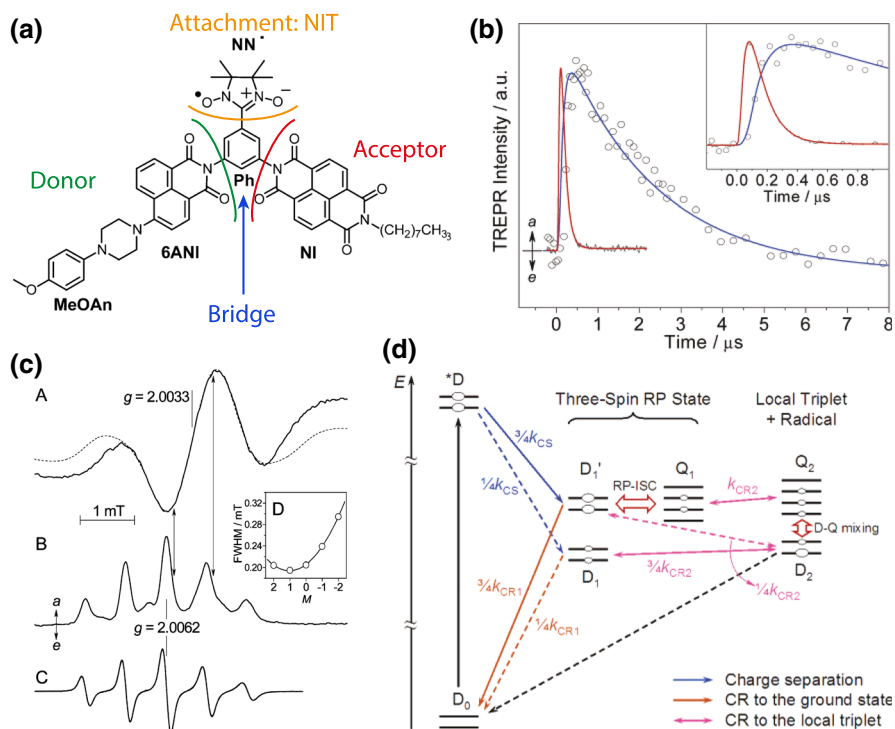 (a)
Attachment: NIT
NN•
•O
N
+
N
O−
Acceptor
Donor
O
N
O
Ph
O
N
O
N
N
O
N
O
(CH2)7CH3
6ANI
NI
O
MeOAn
Bridge
(b)
TREPR Intensity / a.u.
a
e
0 1 2 3 4 5 6 7 8
Time / μs
0.0 0.2 0.4 0.6 0.8
Time / μs
(c)
A
g = 2.0033
1 mT
B
D
FWHM / mT
0.40
0.32
0.24
0.20
2 1 0 -1 -2
M
a
e
g = 2.0062
C
(d)
E
*D
Three-Spin RP State
Local Triplet
+ Radical
¾kCS
¼kCS
D1'
RP-ISC
Q1
kCR2
Q2
D-Q mixing
D1
¾kCR2
D2
¼kCR2
¾kCR1
¼kCR1
D0
Charge separation
CR to the ground state
CR to the local triplet